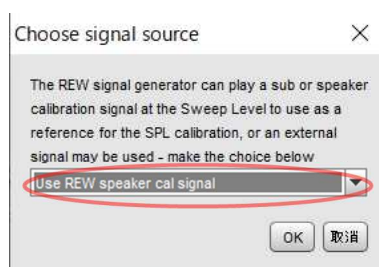 Choose signal source
The REW signal generator can play a sub or speaker
calibration signal at the Sweep Level to use as a
reference for the SPL calibration, or an external
signal may be used - make the choice below
Use REW speaker cal signal
OK 取消